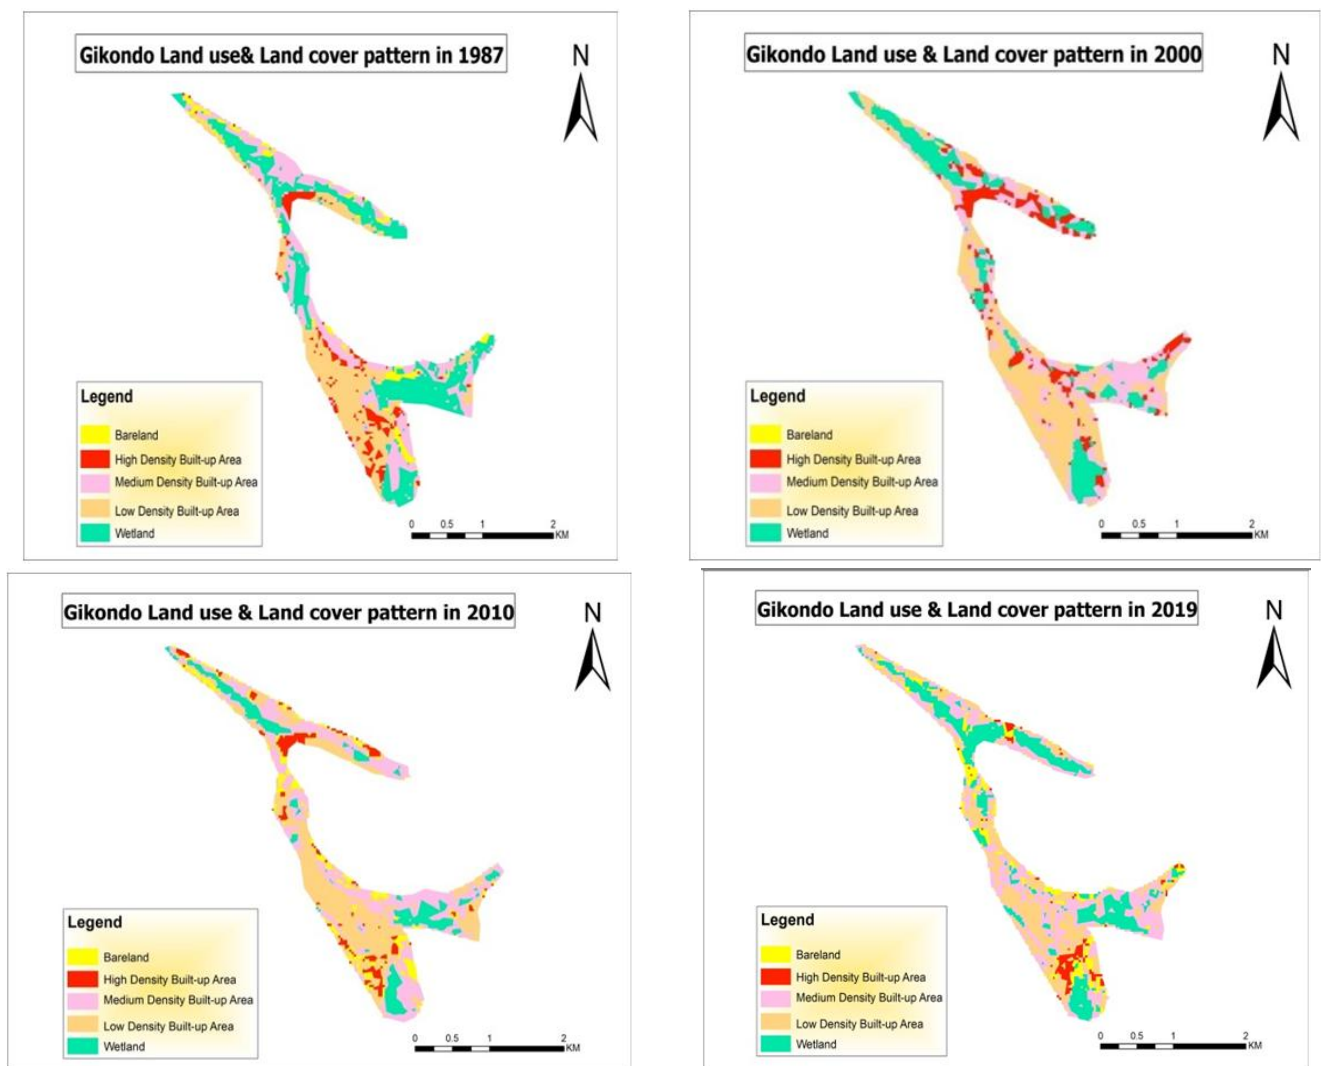 Gikondo Land use& Land cover pattern in 1987
N
Legend
Bareland
High Density Built-up Area
Medium Density Built-up Area
Low Density Built-up Area
Wetland
0 0.5 1 2
KM
Gikondo Land use & Land cover pattern in 2000
N
Legend
Bareland
High Density Built-up Area
Medium Density Built-up Area
Low Density Built-up Area
Wetland
0 0.5 1 2
KM
Gikondo Land use & Land cover pattern in 2010
N
Legend
Bareland
High Density Built-up Area
Medium Density Built-up Area
Low Density Built-up Area
Wetland
0 0.5 1 2
KM
Gikondo Land use & Land cover pattern in 2019
N
Legend
Bareland
High Density Built-up Area
Medium Density Built-up Area
Low Density Built-up Area
Wetland
0 0.5 1 2
KM